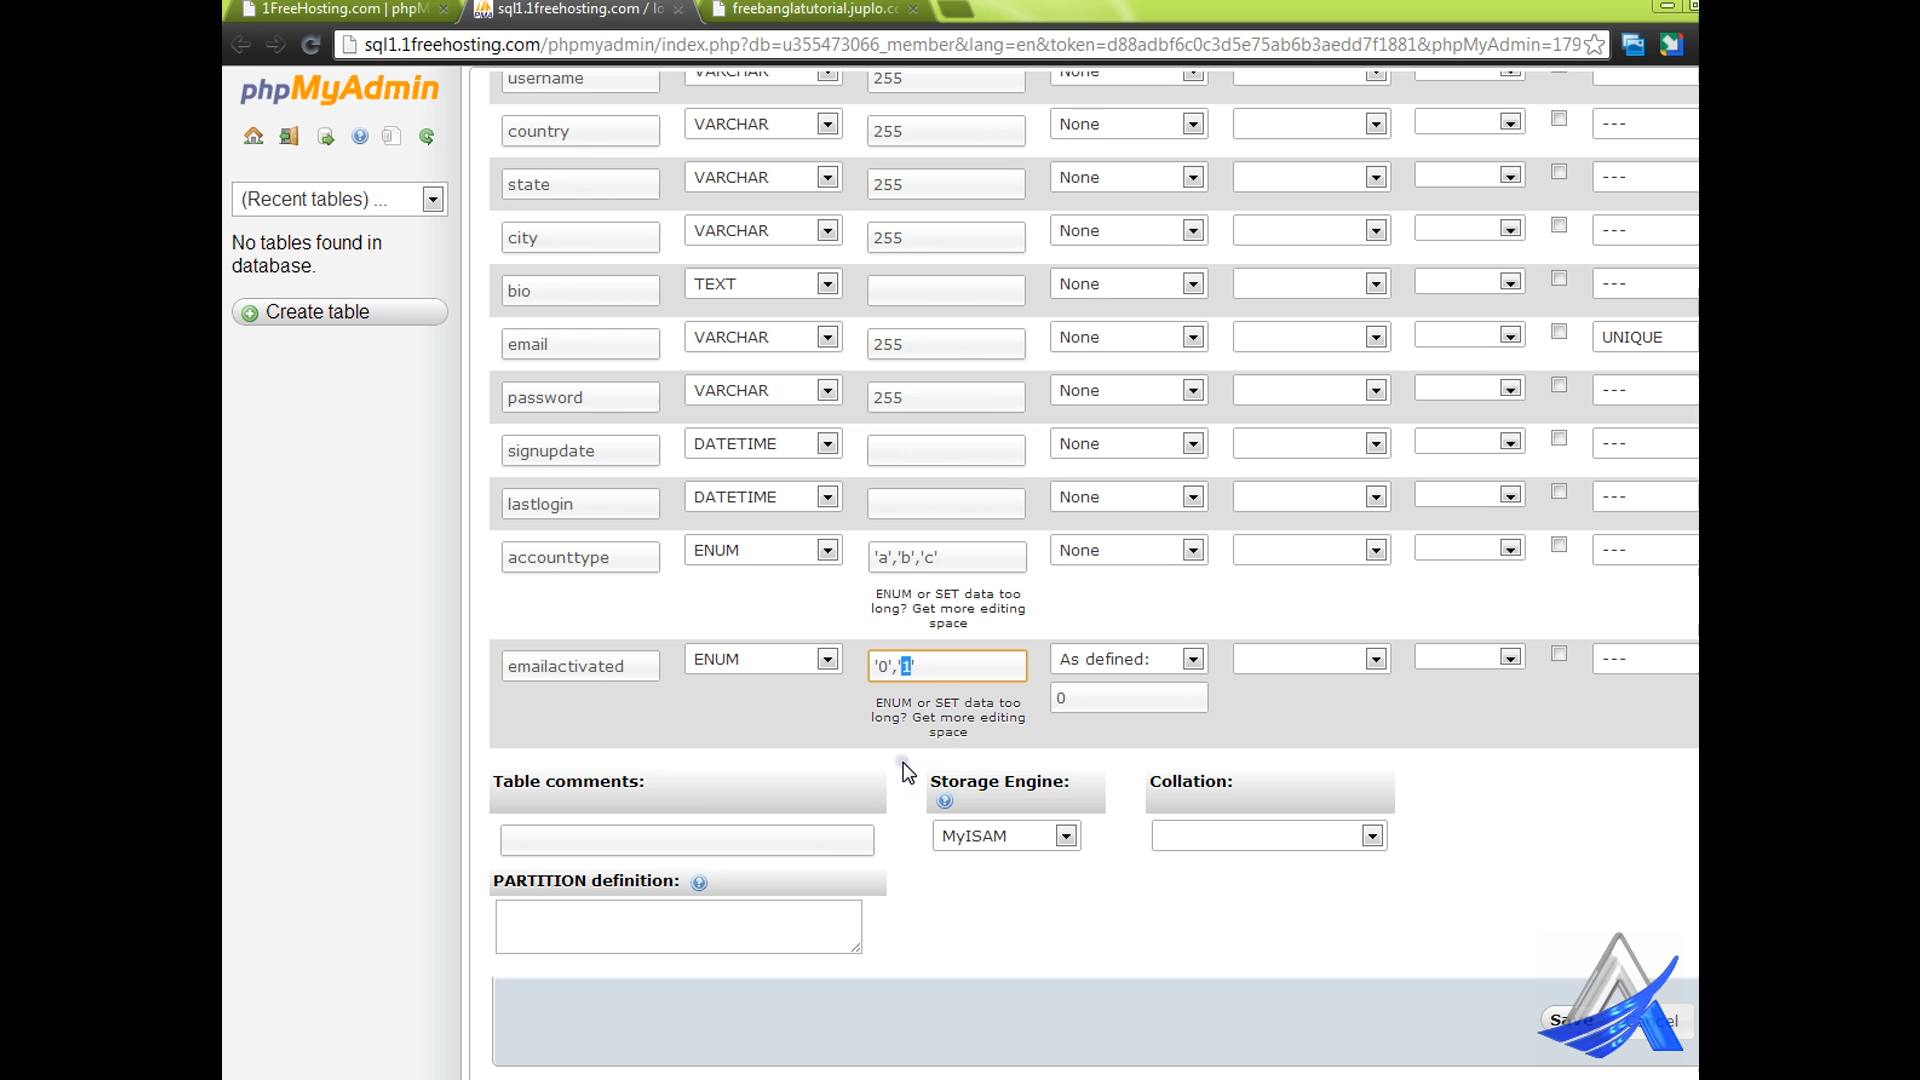 1FreeHosting.com | phpM
sql1.1freehosting.com / lo
freebanglatutorial.juplo.c
sql1.1freehosting.com/phpmyadmin/index.php?db=u355473066_member&lang=en&token=d88adbf6c0c3d5e75ab6b3aedd7f1881&phpMyAdmin=179
phpMyAdmin
(Recent tables) ...
No tables found in
database.
Create table
username VARCHAR 255 None
country VARCHAR 255 None ---
state VARCHAR 255 None ---
city VARCHAR 255 None ---
bio TEXT None ---
email VARCHAR 255 None UNIQUE
password VARCHAR 255 None ---
signupdate DATETIME None ---
lastlogin DATETIME None ---
accounttype ENUM 'a','b','c' None ---
ENUM or SET data too
long? Get more editing
space
emailactivated ENUM '0','1' As defined: ---
0
ENUM or SET data too
long? Get more editing
space
Table comments: Storage Engine: Collation:
MyISAM
PARTITION definition:
Save Cancel